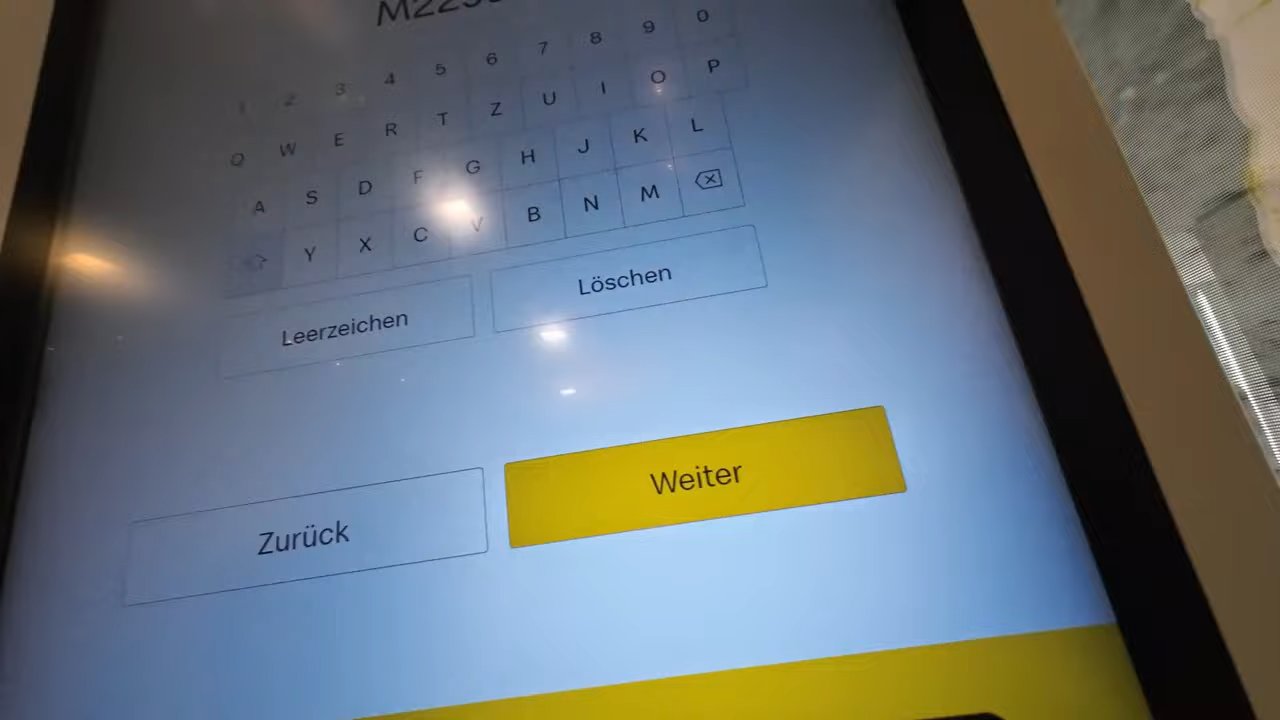 1 2 3 4 5 6 7 8 9 0
Q W E R T Z U I O P
A S D F G H J K L
Y X C V B N M
Leerzeichen Löschen
Zurück Weiter